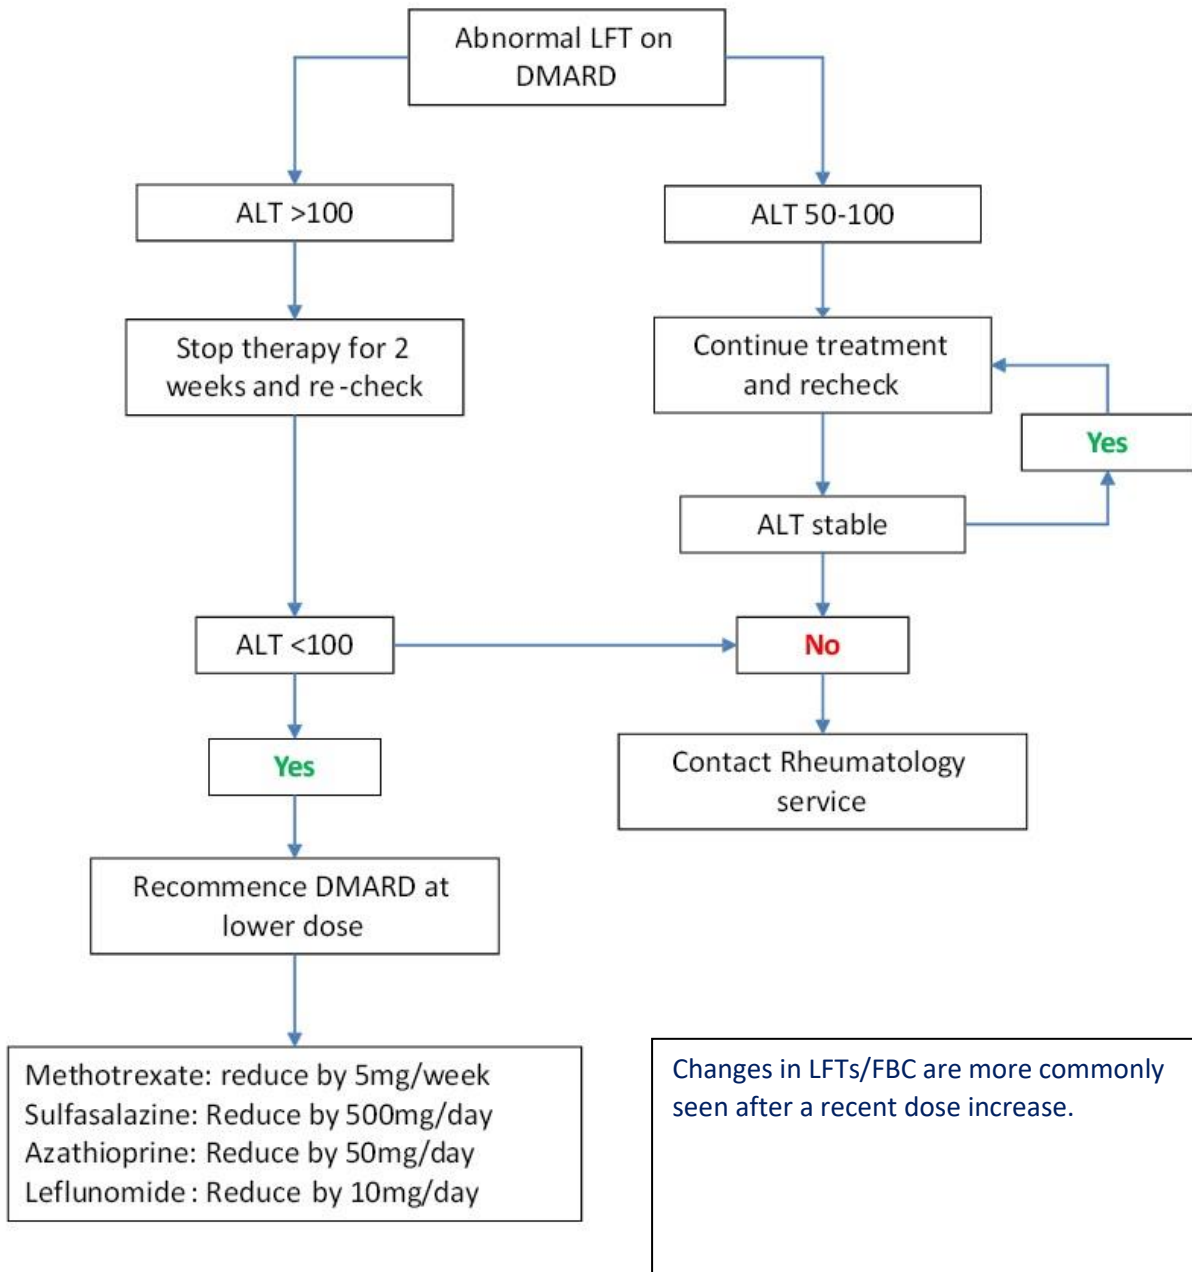 Abnormal LFT on
DMARD
ALT >100
ALT 50-100
Stop therapy for 2
weeks and re-check
Continue treatment
and recheck
Yes
ALT stable
ALT <100
No
Yes
Contact Rheumatology
service
Recommence DMARD at
lower dose
Methotrexate: reduce by 5mg/week
Sulfasalazine: Reduce by 500mg/day
Azathioprine: Reduce by 50mg/day
Leflunomide : Reduce by 10mg/day
Changes in LFTs/FBC are more commonly
seen after a recent dose increase.